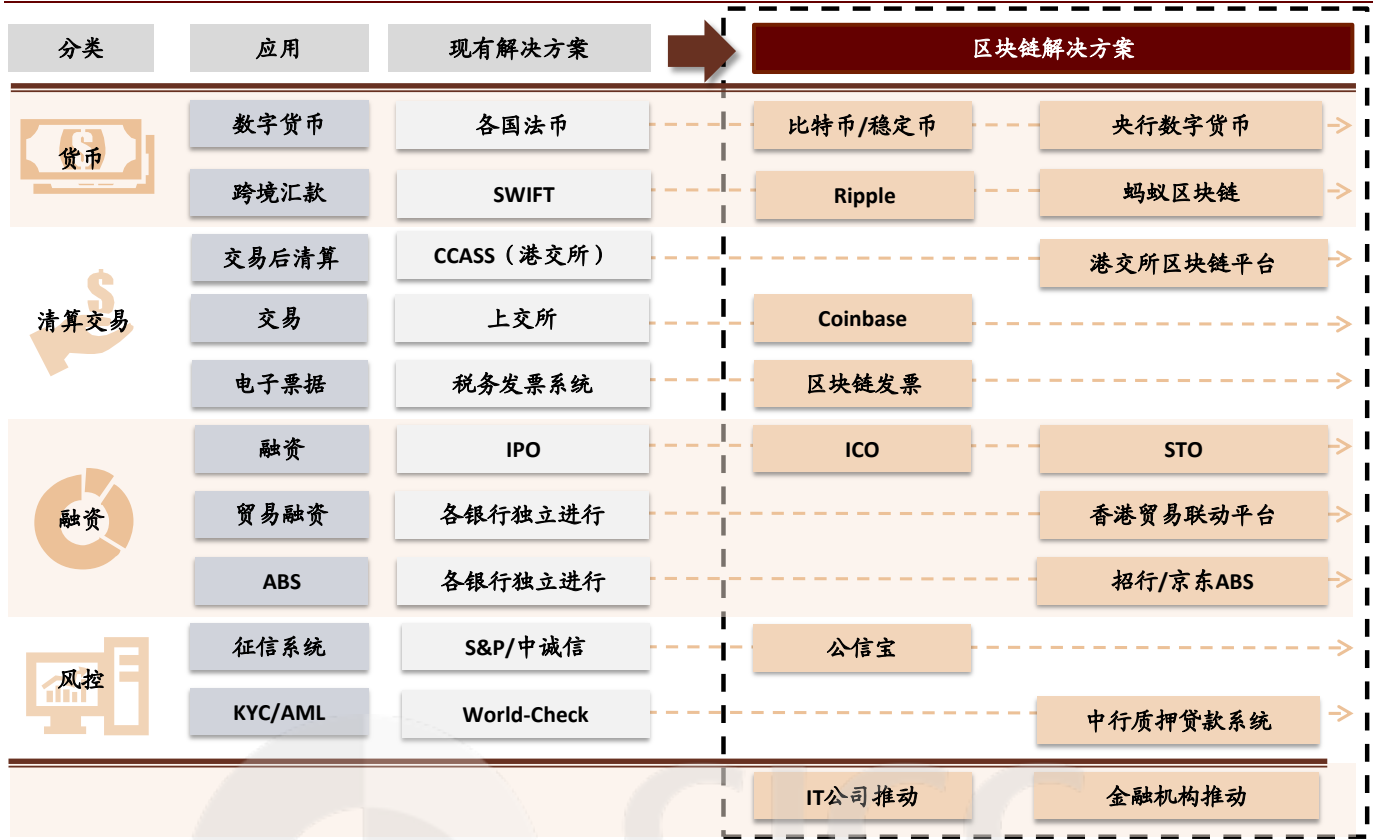 分类 应用 现有解决方案 区块链解决方案
数字货币 各国法币 比特币/稳定币 央行数字货币
货币
跨境汇款 SWIFT Ripple 蚂蚁区块链
交易后清算 CCASS（港交所） 港交所区块链平台
清算交易 交易 上交所 Coinbase
电子票据 税务发票系统 区块链发票
融资 IPO ICO STO
融资 贸易融资 各银行独立进行 香港贸易联动平台
ABS 各银行独立进行 招行/京东ABS
征信系统 S&P/中诚信 公信宝
风控
KYC/AML World-Check 中行质押贷款系统
IT公司推动 金融机构推动